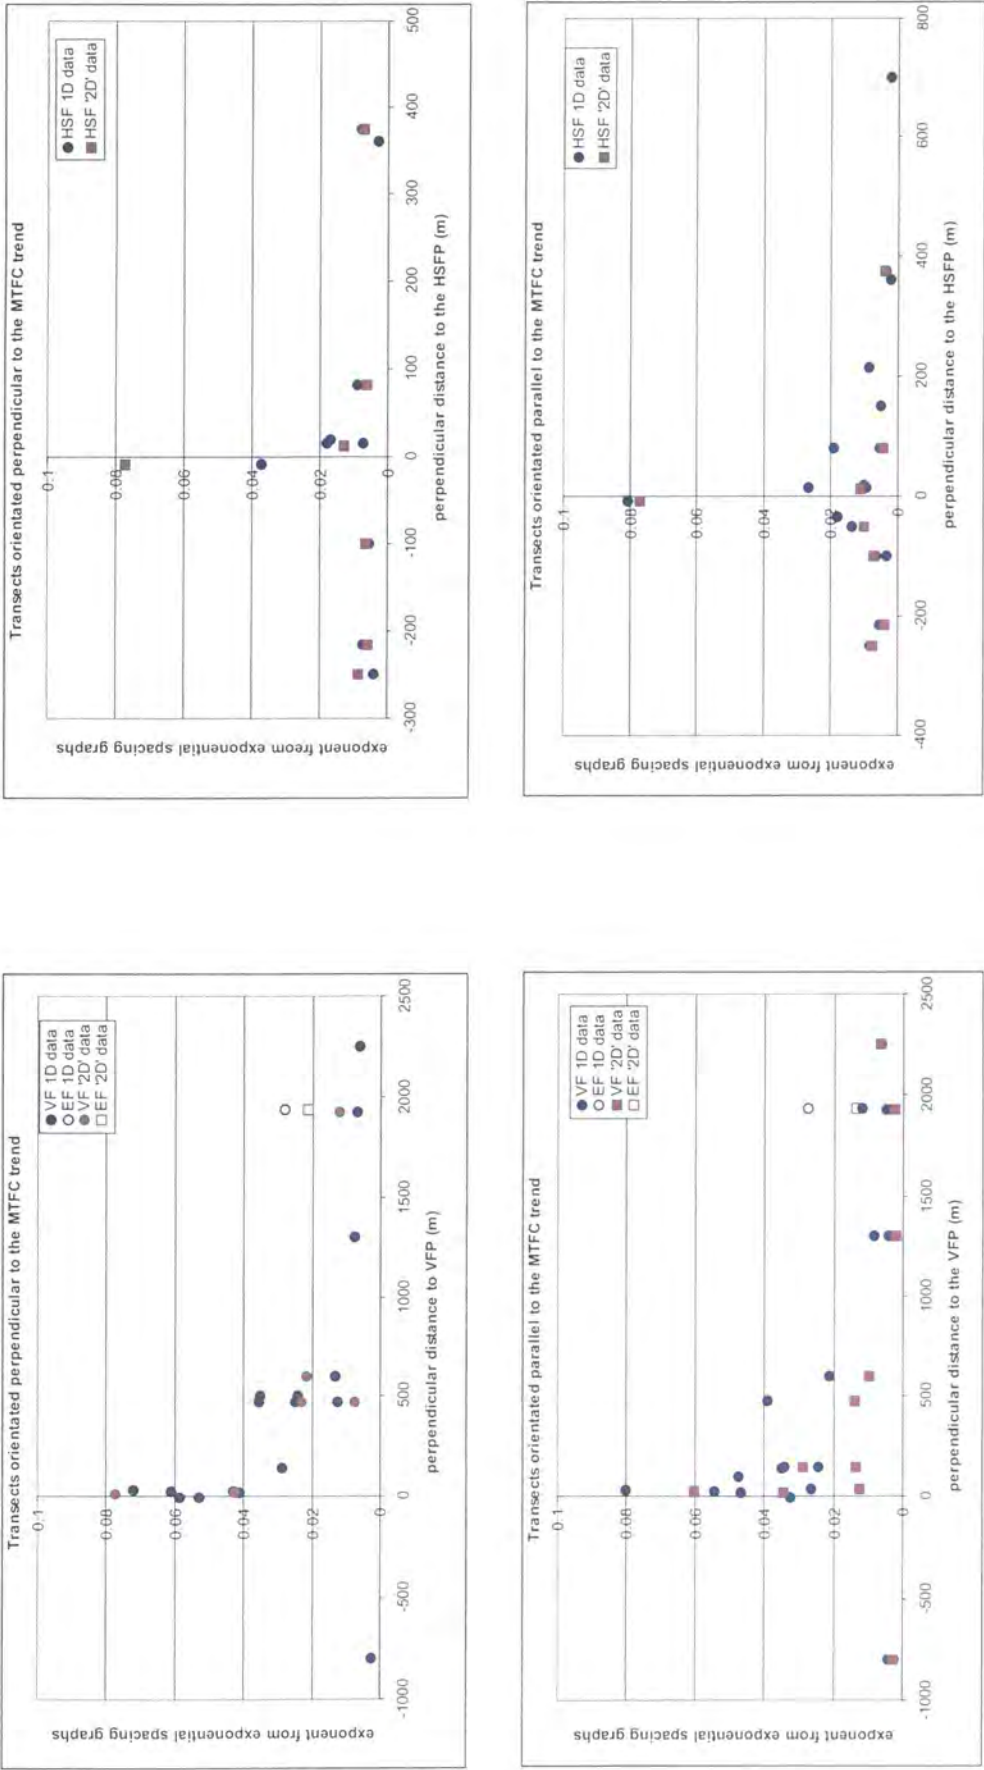 Transects orientated perpendicular to the MTFC trend
exponent from exponential spacing graphs
0.1
0.08
0.06
0.04
0.02
0
-1000
-500
0
500
1000
1500
2000
2500
perpendicular distance to VFP (m)
VF 1D data
EF 1D data
VF '2D' data
EF '2D' data
Transects orientated perpendicular to the MTFC trend
exponent freom exponential spacing graphs
0.1
0.08
0.06
0.04
0.02
0
-300
-200
-100
0
100
200
300
400
500
perpendicular distance to the HSFP (m)
HSF 1D data
HSF '2D' data
Transects orientated parallel to the MTFC trend
exponent from exponential spacing graphs
0.1
0.08
0.06
0.04
0.02
0
-1000
-500
0
500
1000
1500
2000
2500
perpendicular distance to the VFP (m)
VF 1D data
EF 1D data
VF '2D' data
EF '2D' data
Transects orientated parallel to the MTFC trend
exponent from exponential spacing graphs
0.1
0.08
0.06
0.04
0.02
0
-400
-200
0
200
400
600
800
perpendicular distance to the HSFP (m)
HSF 1D data
HSF '2D' data